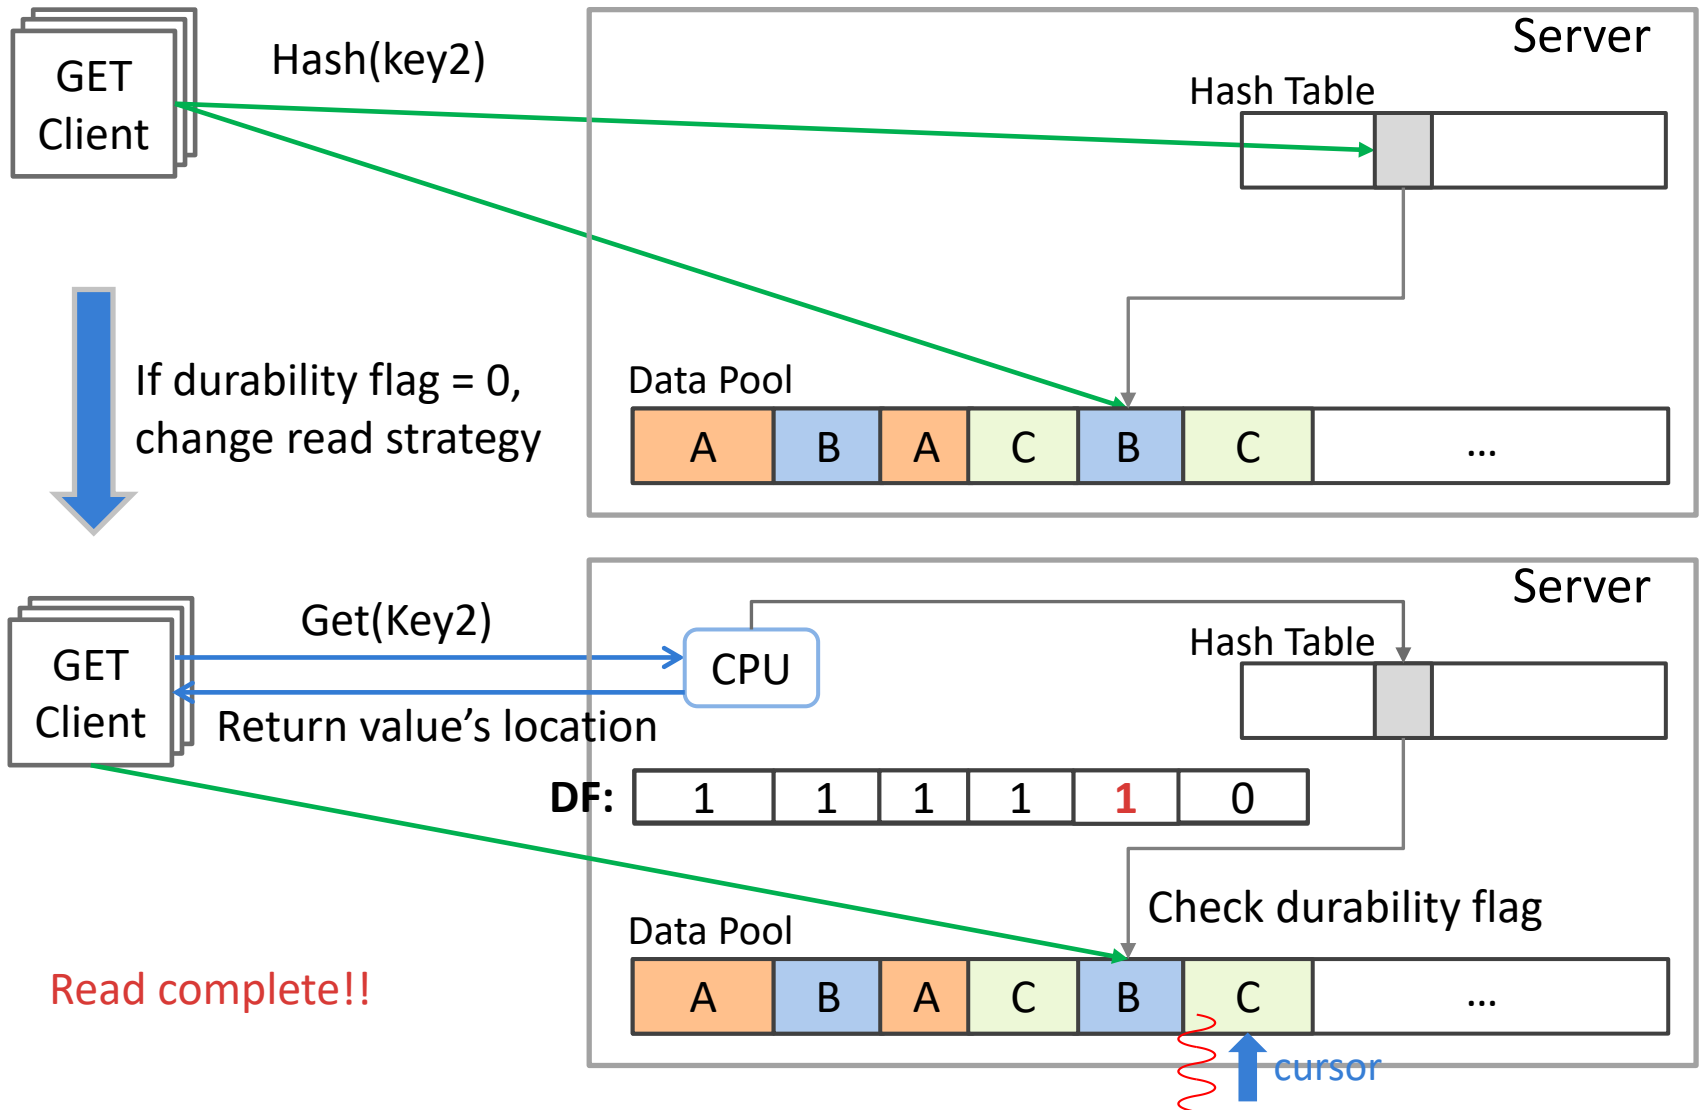 Server
GET
Client
Hash(key2)
Hash Table
If durability flag = 0,
change read strategy
Data Pool
A B A C B C ...
Server
GET
Client
Get(Key2)
CPU
Return value’s location
Hash Table
DF: 1 1 1 1 1 0
Check durability flag
Data Pool
A B A C B C ...
Read complete!!
cursor